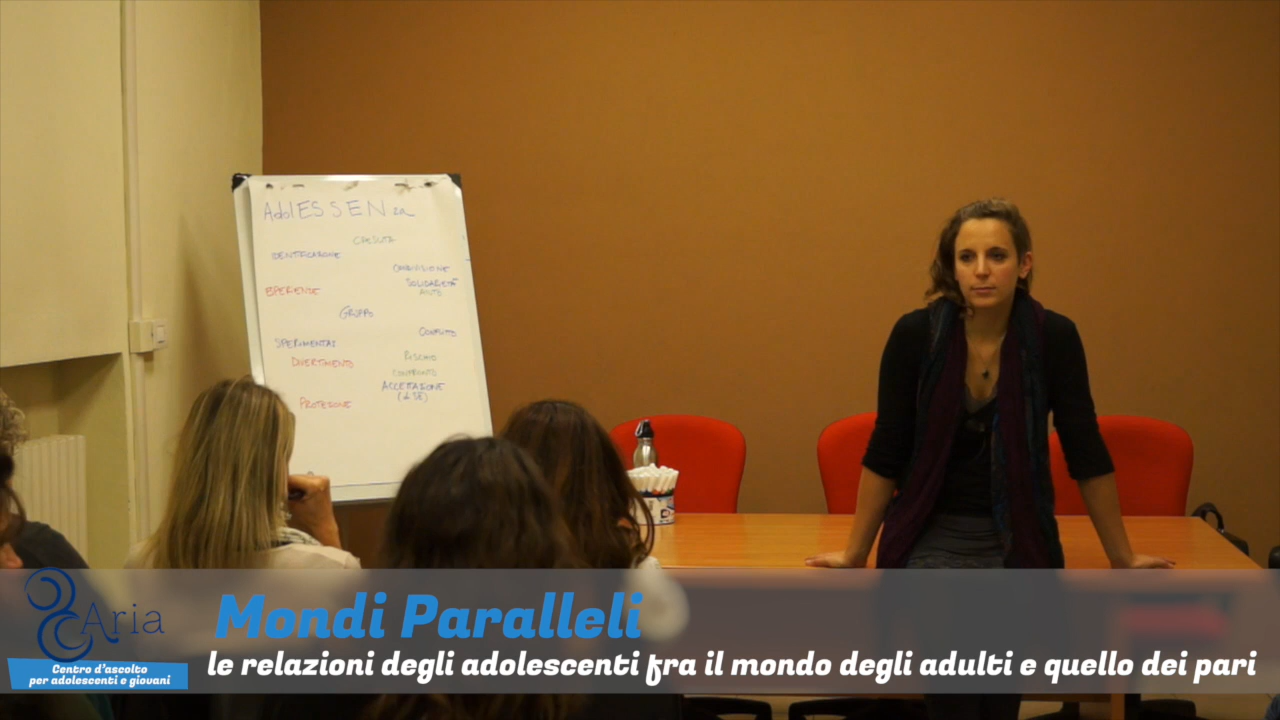 AdolESSENza
CRESCITA
IDENTIFICAZIONE
CONDIVISIONE
SOLIDARIETÀ
AIUTO
ESPERIENZE
GRUPPO
CONFLITTO
SPERIMENTARSI
DIVERTIMENTO
RISCHIO
CONFRONTO
ACCETTAZIONE
(di SÉ)
PROTEZIONE
Aria
Centro d'ascolto
per adolescenti e giovani
Mondi Paralleli
le relazioni degli adolescenti fra il mondo degli adulti e quello dei pari